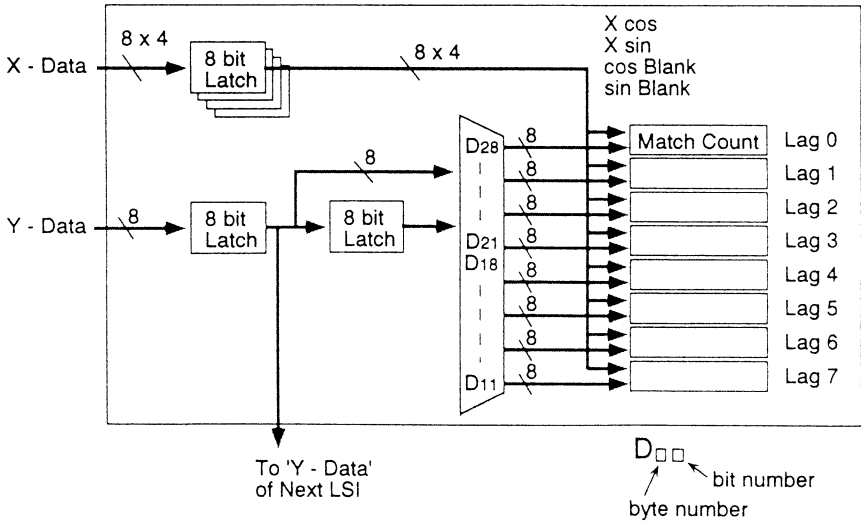 X - Data
8 x 4
8 bit
Latch
8 x 4
X cos
X sin
cos Blank
sin Blank
Y - Data
8
8 bit
Latch
8
8 bit
Latch
D28
D21
D18
D11
8
8
8
8
8
8
8
8
Match Count
Lag 0
Lag 1
Lag 2
Lag 3
Lag 4
Lag 5
Lag 6
Lag 7
To 'Y - Data'
of Next LSI
D□□
bit number
byte number